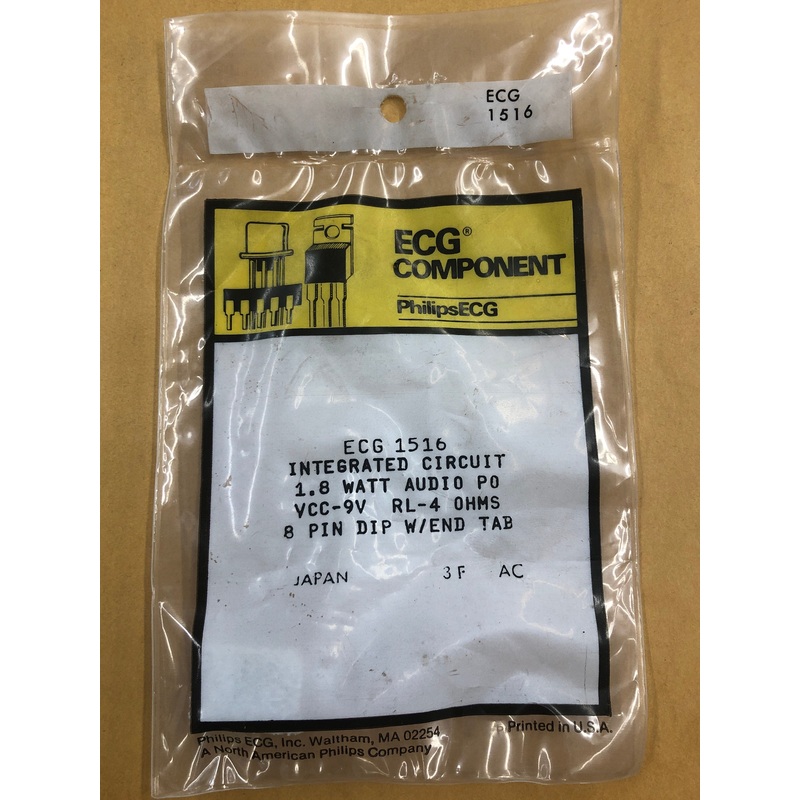 ECG
1516
ECG®
COMPONENT
PhilipsECG
ECG 1516
INTEGRATED CIRCUIT
1.8 WATT AUDIO PO
VCC-9V RL-4 OHMS
8 PIN DIP W/END TAB
JAPAN 3F AC
Philips ECG, Inc. Waltham, MA 02254 Printed in U.S.A.
A North American Philips Company